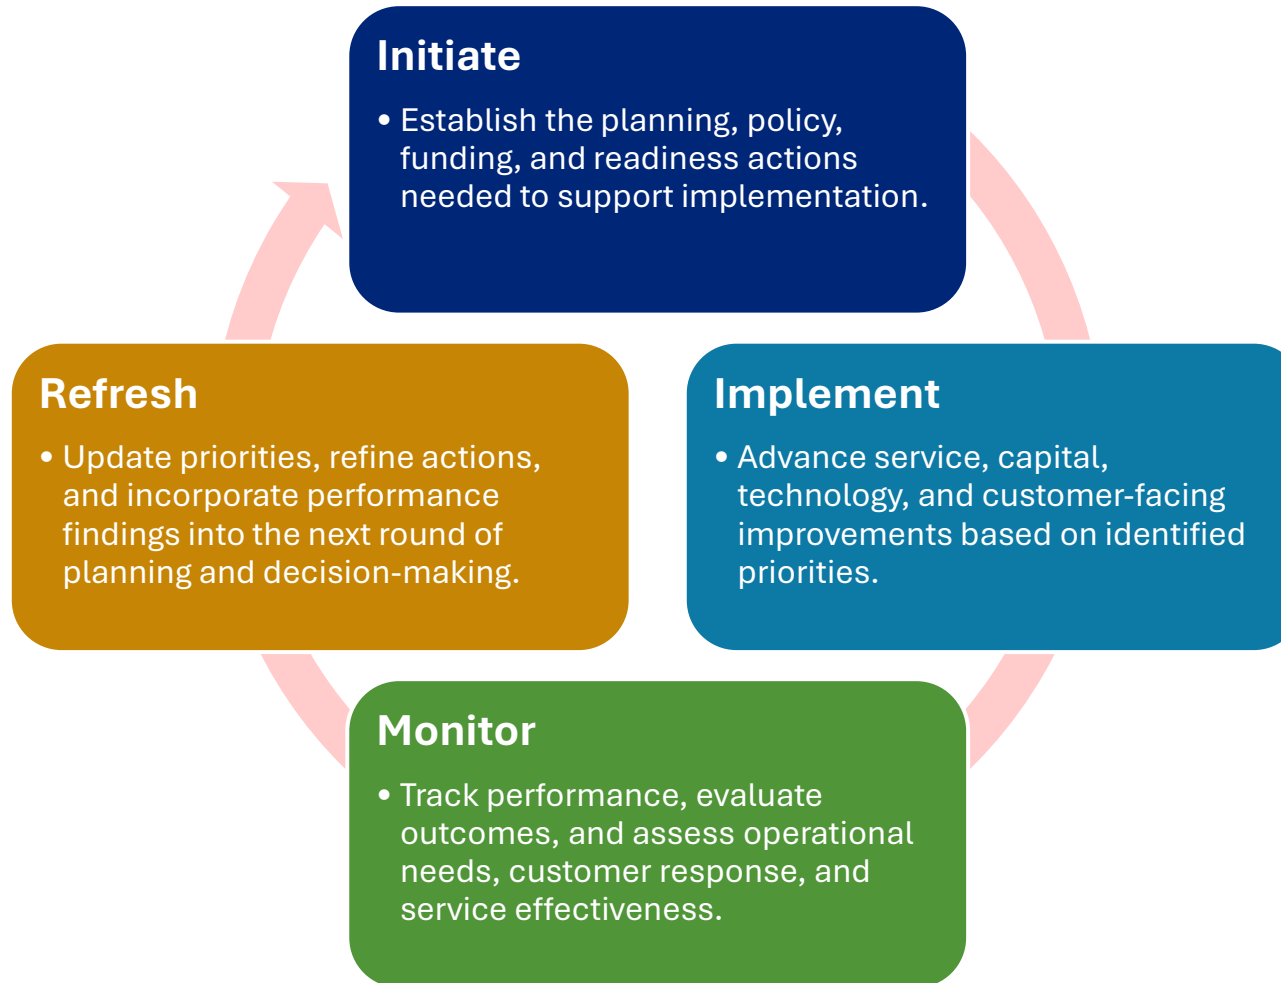 Initiate
• Establish the planning, policy,
funding, and readiness actions
needed to support implementation.
Implement
• Advance service, capital,
technology, and customer-facing
improvements based on identified
priorities.
Monitor
• Track performance, evaluate
outcomes, and assess operational
needs, customer response, and
service effectiveness.
Refresh
• Update priorities, refine actions,
and incorporate performance
findings into the next round of
planning and decision-making.